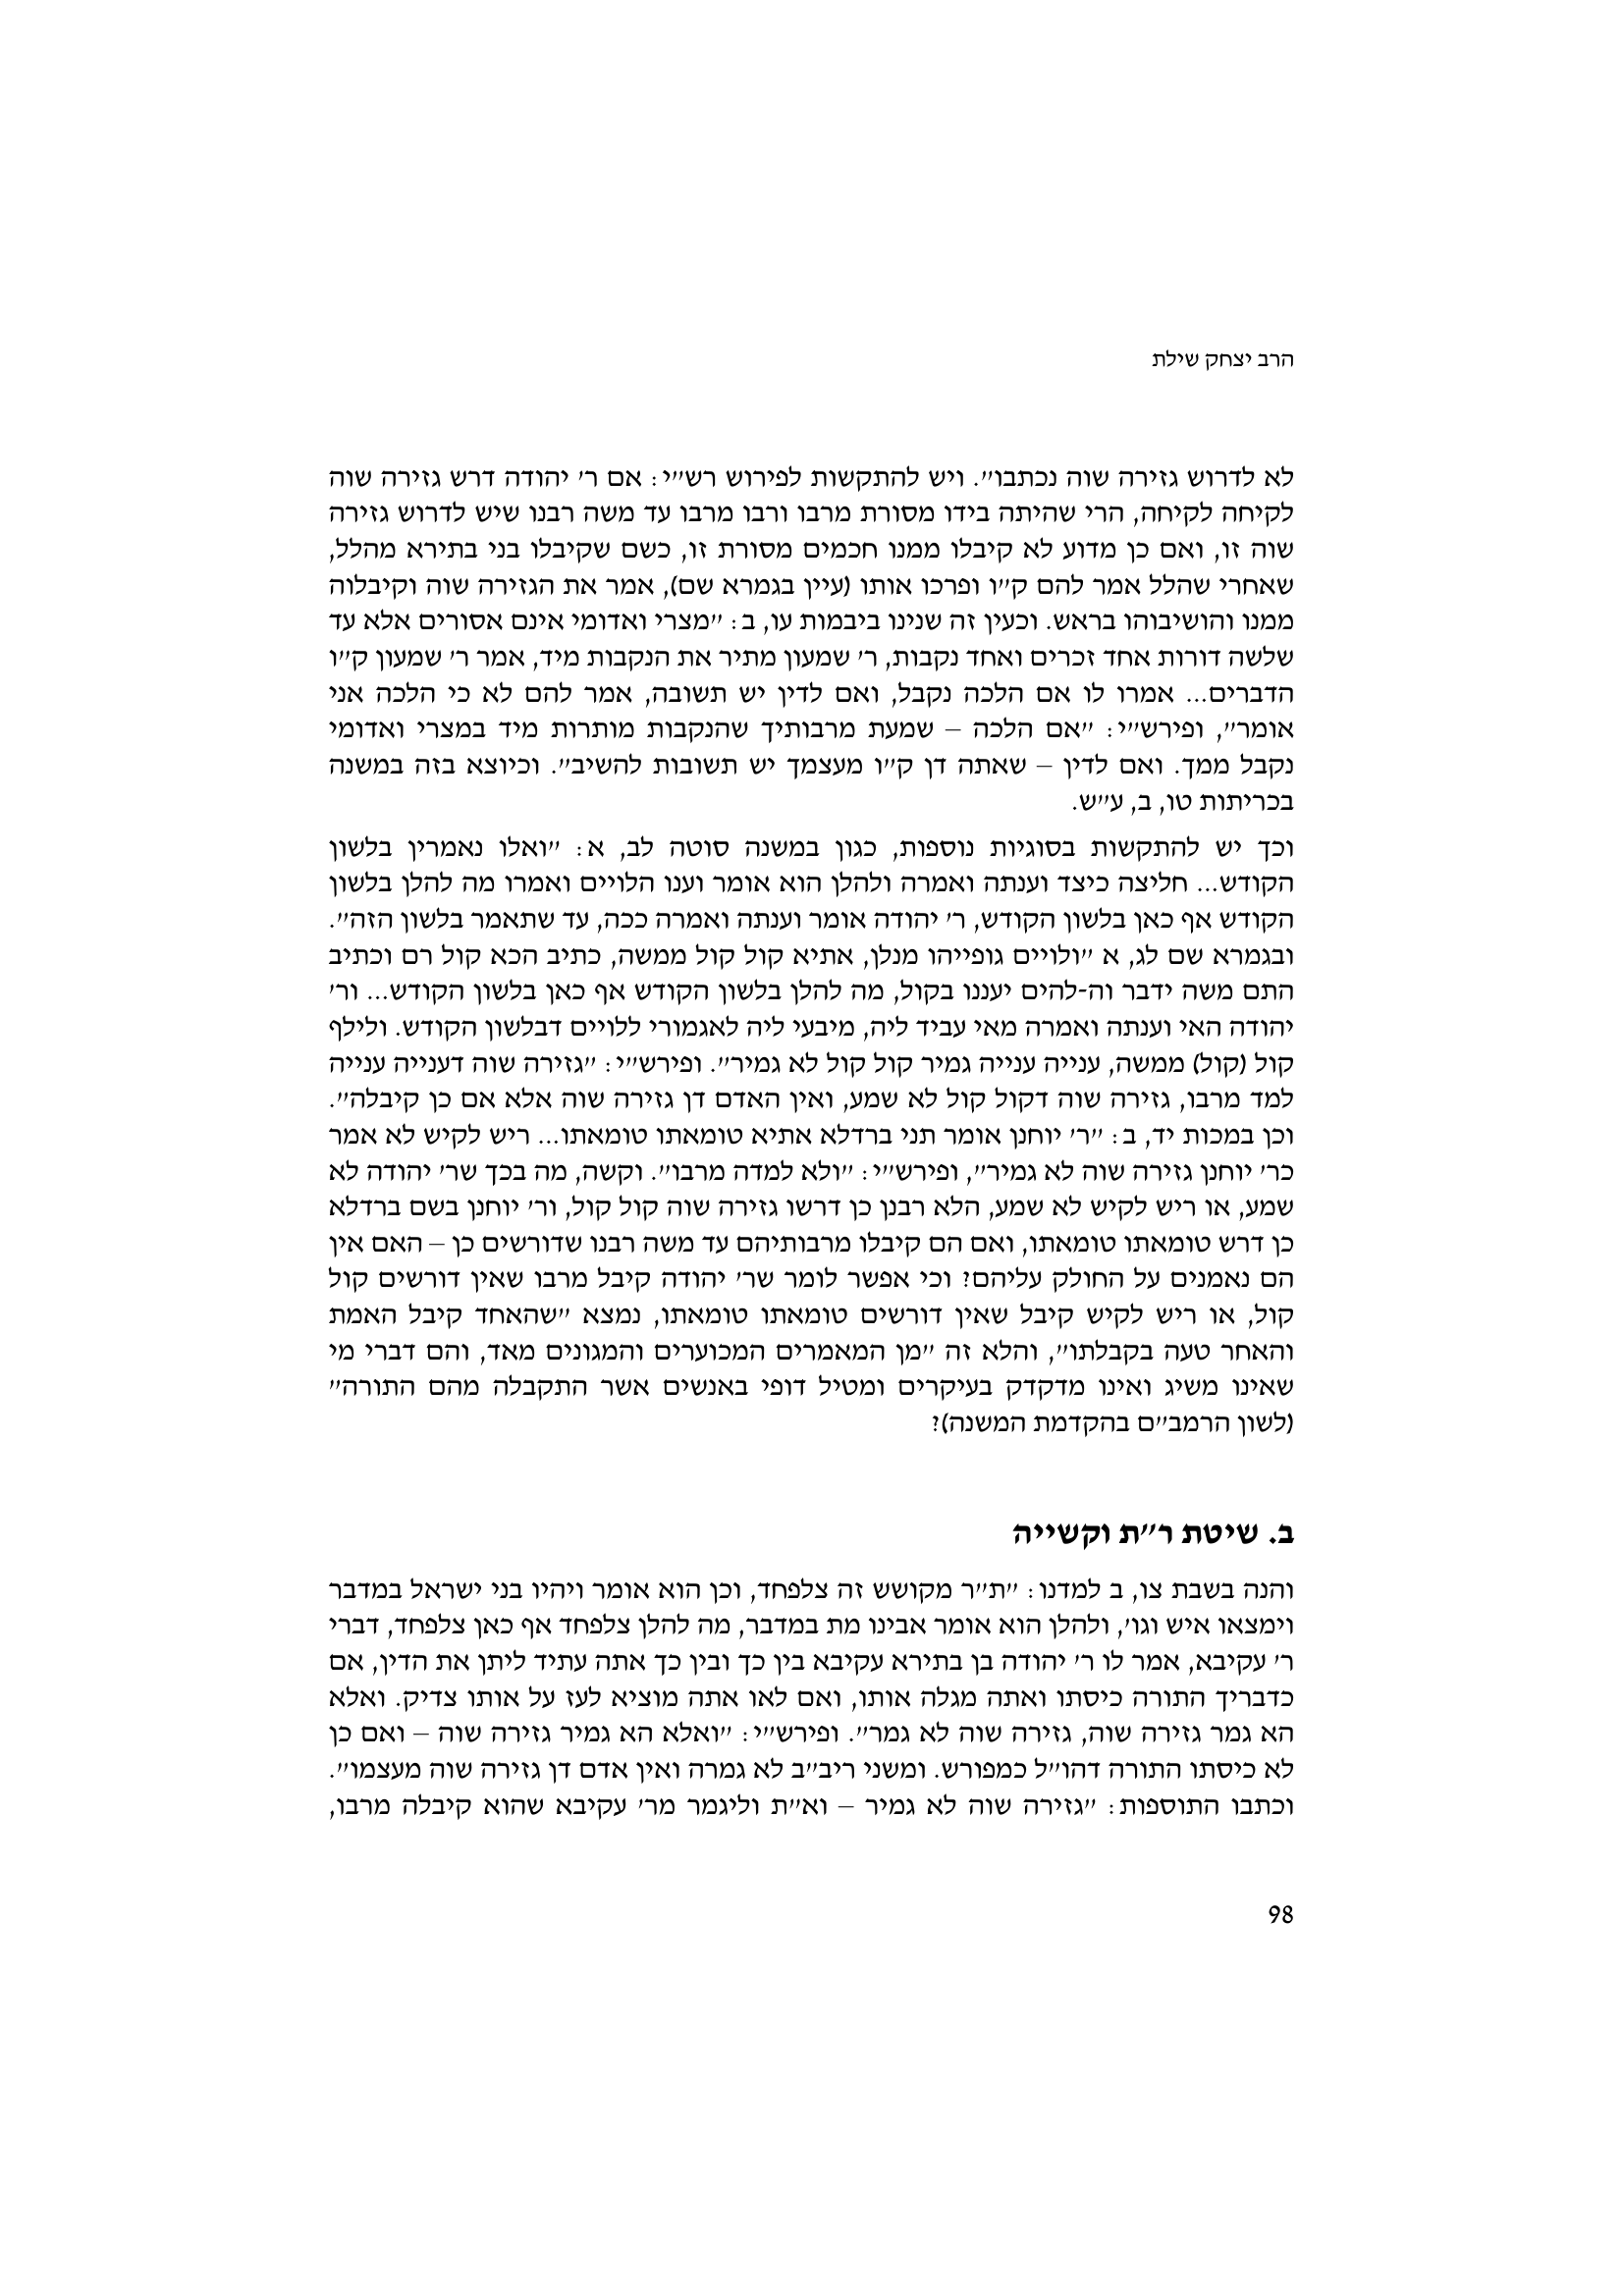 הרב יצחק שילת
לא לדרוש גזירה שוה נכתבו״. ויש להתקשות לפירוש רש״י: אם ר׳ יהודה דרש גזירה שוה
לקיחה לקיחה, הרי שהיתה בידו מסורת מרבו ורבו מרבו עד משה רבנו שיש לדרוש גזירה
שוה זו, ואם כן מדוע לא קיבלו ממנו חכמים מסורת זו, כשם שקיבלו בני בתירא מהלל,
שאחרי שהלל אמר להם ק״ו ופרכו אותו (עיין בגמרא שם), אמר את הגזירה שוה וקיבלוה
ממנו והושיבוהו בראש. וכעין זה שנינו ביבמות עו, ב: ״מצרי ואדומי אינם אסורים אלא עד
שלשה דורות אחד זכרים ואחד נקבות, ר׳ שמעון מתיר את הנקבות מיד, אמר ר׳ שמעון ק״ו
הדברים... אמרו לו אם הלכה נקבל, ואם לדין יש תשובה, אמר להם לא כי הלכה אני
אומר״, ופירש״י: ״אם הלכה – שמעת מרבותיך שהנקבות מותרות מיד במצרי ואדומי
נקבל ממך. ואם לדין – שאתה דן ק״ו מעצמך יש תשובות להשיב״. וכיוצא בזה במשנה
בכריתות טו, ב, ע״ש.
וכך יש להתקשות בסוגיות נוספות, כגון במשנה סוטה לב, א: ״ואלו נאמרין בלשון
הקודש... חליצה כיצד וענתה ואמרה ולהלן הוא אומר וענו הלויים ואמרו מה להלן בלשון
הקודש אף כאן בלשון הקודש, ר׳ יהודה אומר וענתה ואמרה ככה, עד שתאמר בלשון הזה״.
ובגמרא שם לג, א ״ולויים גופייהו מנלן, אתיא קול קול ממשה, כתיב הכא קול רם וכתיב
התם משה ידבר וה-להים יעננו בקול, מה להלן בלשון הקודש אף כאן בלשון הקודש... ור׳
יהודה האי וענתה ואמרה מאי עביד ליה, מיבעי ליה לאגמורי ללויים דבלשון הקודש. ולילף
קול (קול) ממשה, ענייה ענייה גמיר קול קול לא גמיר״. ופירש״י: ״גזירה שוה דענייה ענייה
למד מרבו, גזירה שוה דקול קול לא שמע, ואין האדם דן גזירה שוה אלא אם כן קיבלה״.
וכן במכות יד, ב: ״ר׳ יוחנן אומר תני ברדלא אתיא טומאתו טומאתו... ריש לקיש לא אמר
כר׳ יוחנן גזירה שוה לא גמיר״, ופירש״י: ״ולא למדה מרבו״. וקשה, מה בכך שר׳ יהודה לא
שמע, או ריש לקיש לא שמע, הלא רבנן כן דרשו גזירה שוה קול קול, ור׳ יוחנן בשם ברדלא
כן דרש טומאתו טומאתו, ואם הם קיבלו מרבותיהם עד משה רבנו שדורשים כן – האם אין
הם נאמנים על החולק עליהם? וכי אפשר לומר שר׳ יהודה קיבל מרבו שאין דורשים קול
קול, או ריש לקיש קיבל שאין דורשים טומאתו טומאתו, נמצא ״שהאחד קיבל האמת
והאחר טעה בקבלתו״, והלא זה ״מן המאמרים המכוערים והמגונים מאד, והם דברי מי
שאינו משיג ואינו מדקדק בעיקרים ומטיל דופי באנשים אשר התקבלה מהם התורה״
(לשון הרמב״ם בהקדמת המשנה)?
ב. שיטת ר״ת וקשייה
והנה בשבת צו, ב למדנו: ״ת״ר מקושש זה צלפחד, וכן הוא אומר ויהיו בני ישראל במדבר
וימצאו איש וגו׳, ולהלן הוא אומר אבינו מת במדבר, מה להלן צלפחד אף כאן צלפחד, דברי
ר׳ עקיבא, אמר לו ר׳ יהודה בן בתירא עקיבא בין כך ובין כך אתה עתיד ליתן את הדין, אם
כדבריך התורה כיסתו ואתה מגלה אותו, ואם לאו אתה מוציא לעז על אותו צדיק. ואלא
הא גמר גזירה שוה, גזירה שוה לא גמר״. ופירש״י: ״ואלא הא גמיר גזירה שוה – ואם כן
לא כיסתו התורה דהו״ל כמפורש. ומשני ריב״ב לא גמרה ואין אדם דן גזירה שוה מעצמו״.
וכתבו התוספות: ״גזירה שוה לא גמיר – וא״ת וליגמר מר׳ עקיבא שהוא קיבלה מרבו,
98